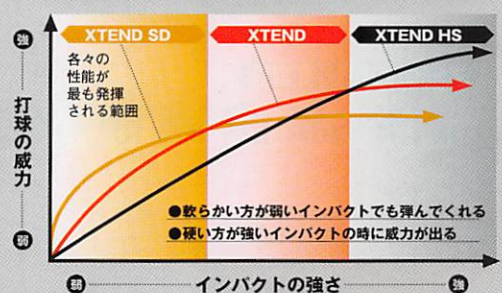 XTEND SD
XTEND
XTEND HS
各々の
性能が
最も発揮
される範囲
強
打球の威力
弱
●軟らかい方が弱いインパクトでも弾んでくれる
●硬い方が強いインパクトの時に威力が出る
弱
インパクトの強さ
強